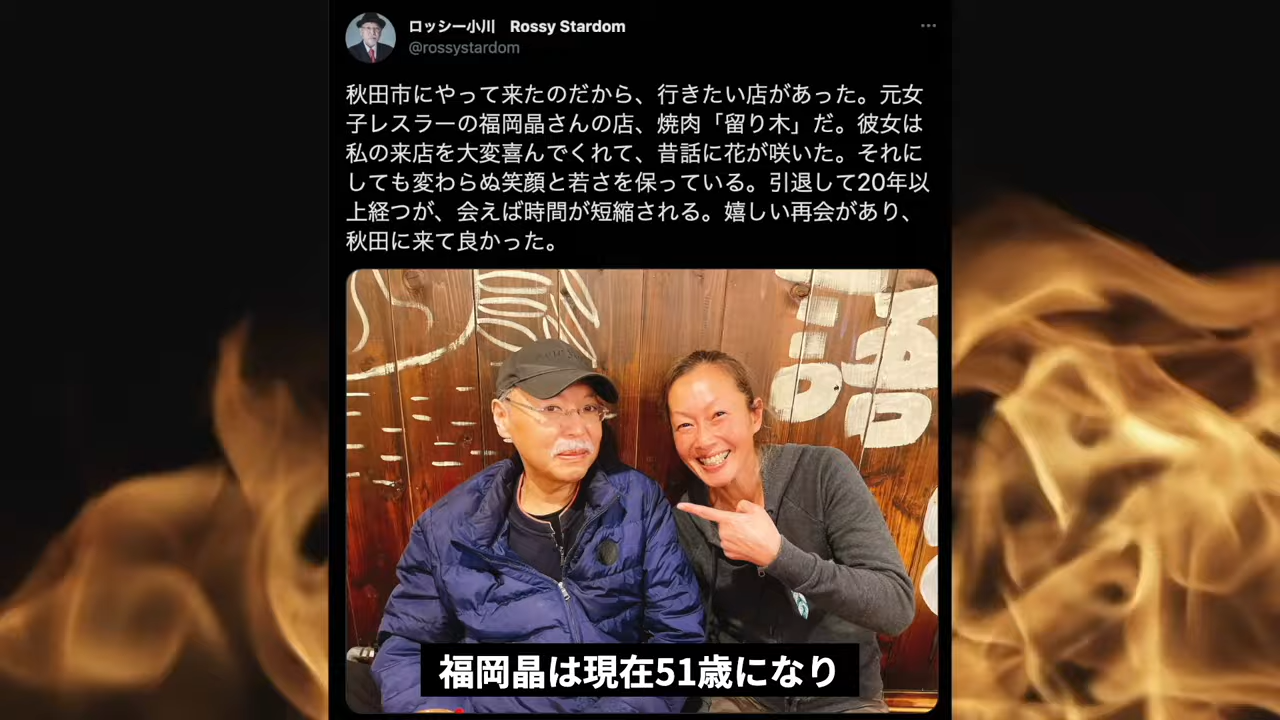 ロッシー小川　Rossy Stardom
@rossystardom
秋田市にやって来たのだから、行きたい店があった。元女
子レスラーの福岡晶さんの店、焼肉「留り木」だ。彼女は
私の来店を大変喜んでくれて、昔話に花が咲いた。それに
しても変わらぬ笑顔と若さを保っている。引退して20年以
上経つが、会えば時間が短縮される。嬉しい再会があり、
秋田に来て良かった。
福岡晶は現在51歳になり